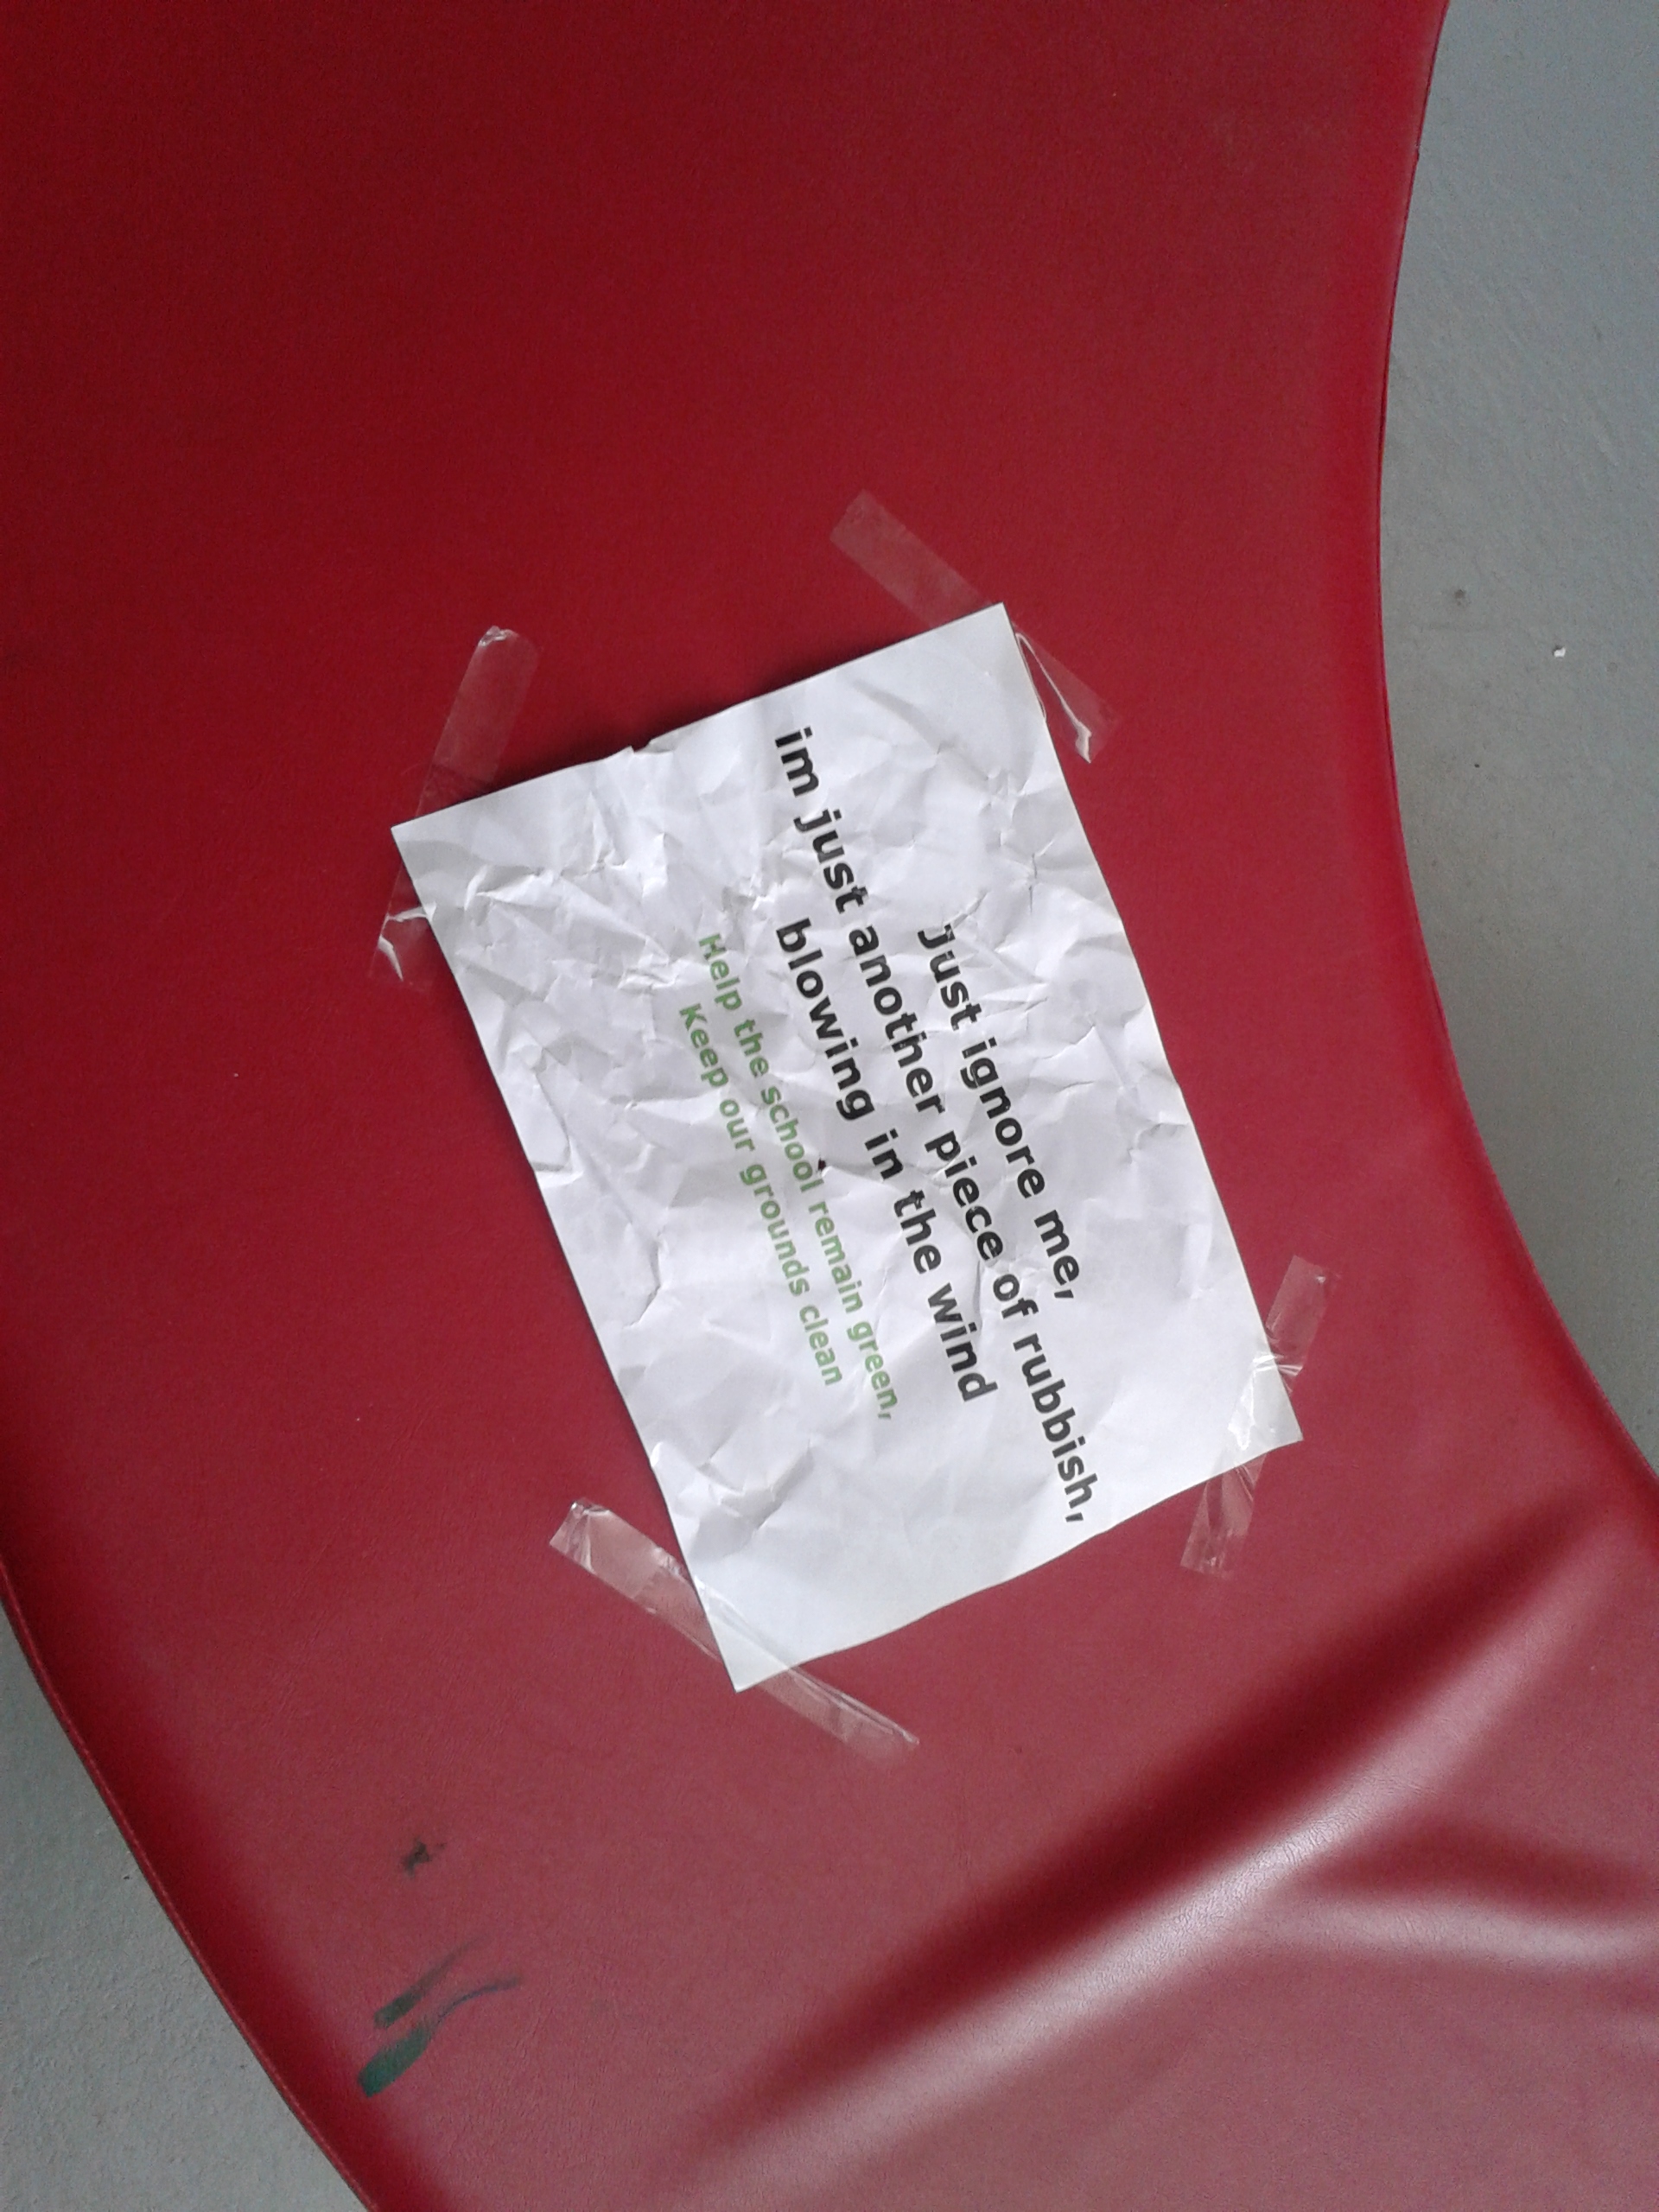 just ignore me,
im just another piece of rubbish,
blowing in the wind
Help the school remain green,
Keep our grounds clean